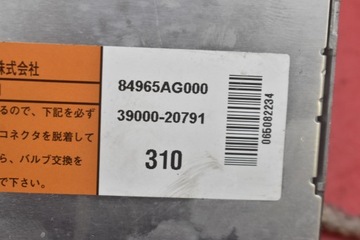 株式会社
るので、下記を必ず
コネクタを脱着して
ら、バルブ交換を
で下さい。
84965AG000
39000-20791
310
065082234